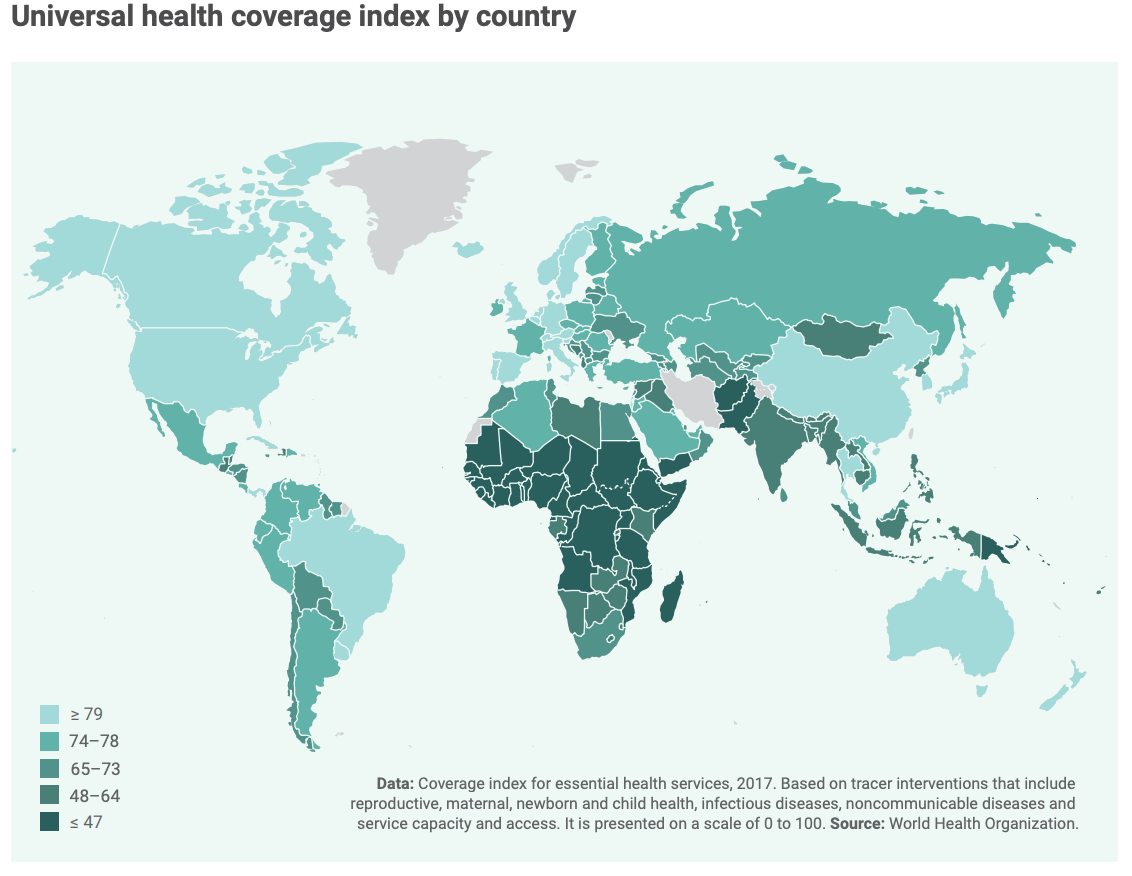 Universal health coverage index by country
≥ 79
74–78
65–73
48–64
≤ 47
Data: Coverage index for essential health services, 2017. Based on tracer interventions that include
reproductive, maternal, newborn and child health, infectious diseases, noncommunicable diseases and
service capacity and access. It is presented on a scale of 0 to 100. Source: World Health Organization.